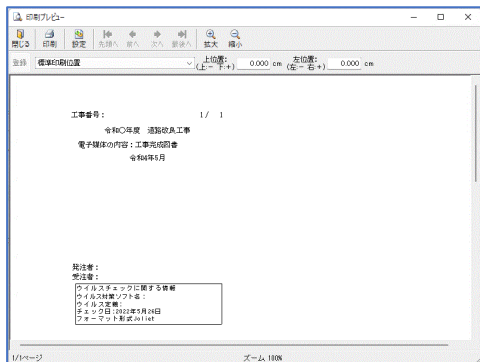 印刷プレビュー
閉じる 印刷 設定 先頭へ 前へ 次へ 最後へ 拡大 縮小
登録 標準印刷位置 上位置: (上:- 下:+) 0.000 cm 左位置: (左:- 右+) 0.000 cm
工事番号: 1/ 1
令和〇年度 道路改良工事
電子媒体の内容:工事完成図書
令和4年5月
発注者:
受注者:
ウイルスチェックに関する情報
ウイルス対策ソフト名:
ウイルス定義:
チェック日:2022年5月26日
フォーマット形式Joliet
1/1ページ ズーム 100%